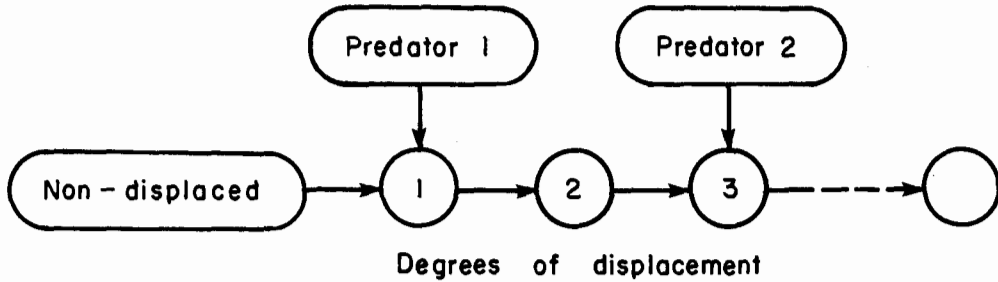 Predator 1
Predator 2
Non-displaced
1
2
3
Degrees of displacement